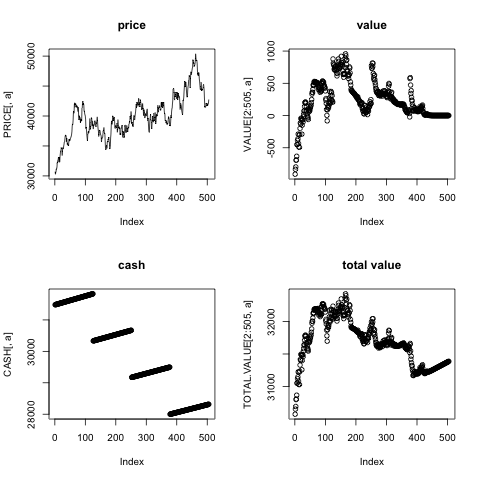 price
value
PRICE[, a]
30000 40000 50000
0 100 200 300 400 500
Index
VALUE[2:505, a]
-500 0 500 1000
0 100 200 300 400 500
Index
cash
total value
CASH[, a]
28000 30000
0 100 200 300 400 500
Index
TOTAL.VALUE[2:505, a]
31000 32000
0 100 200 300 400 500
Index